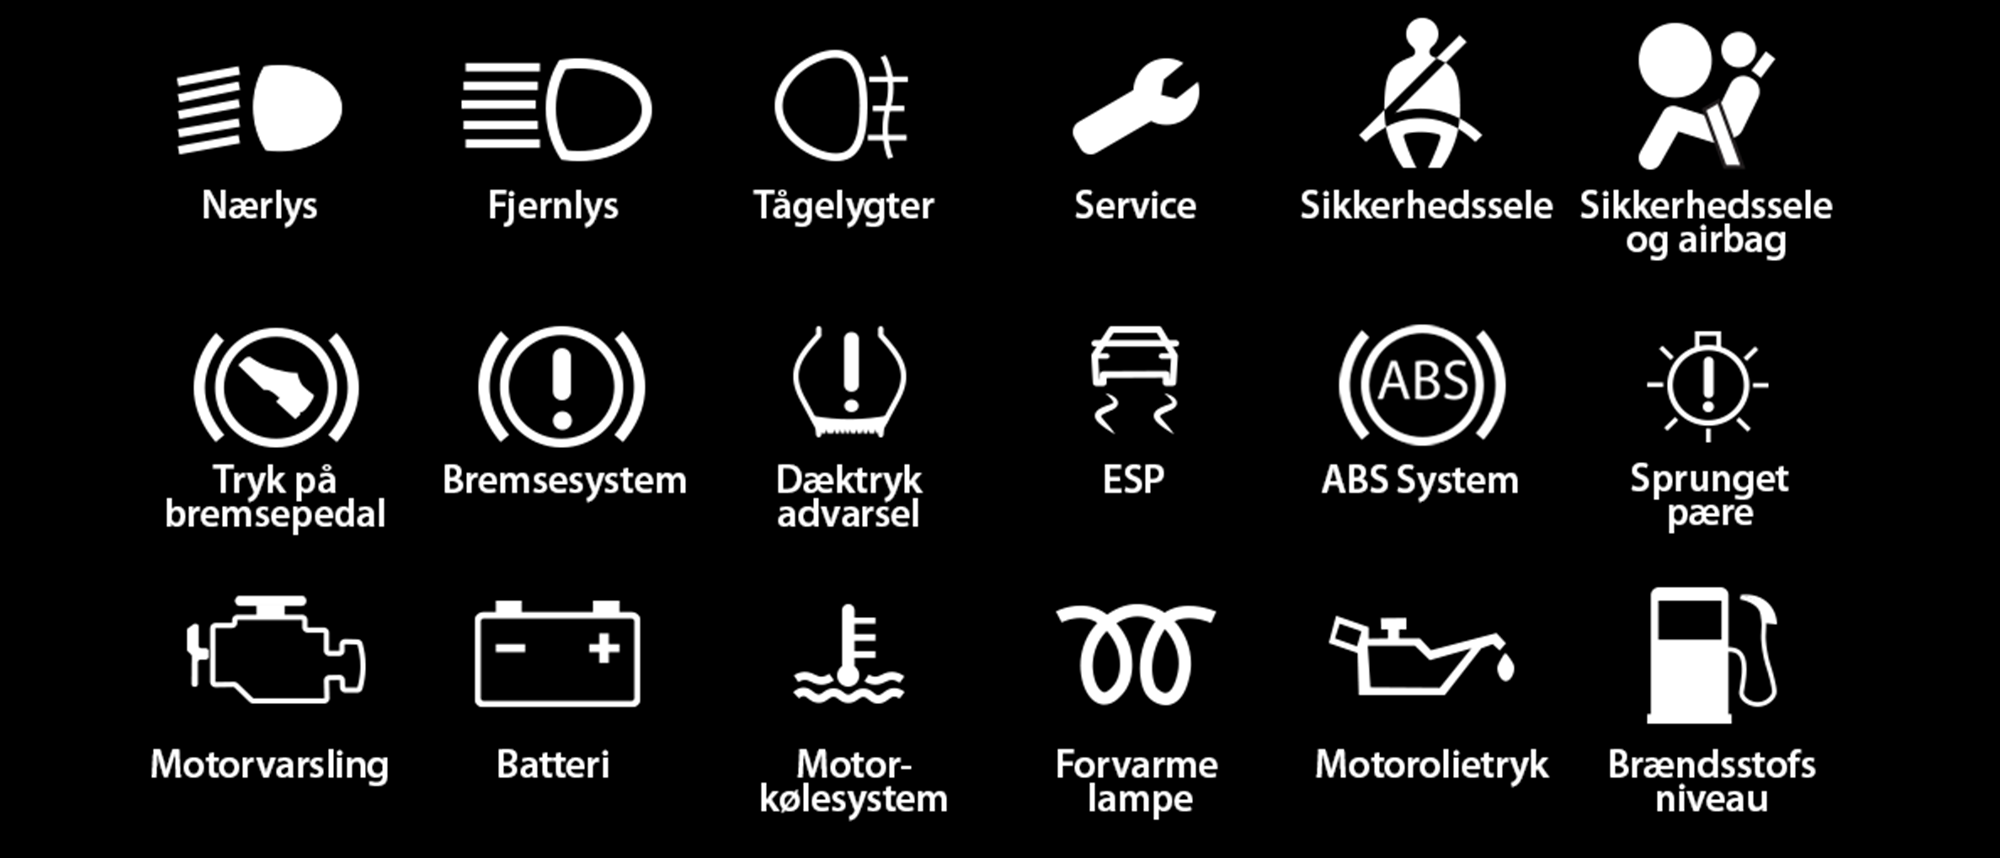 Nærlys
Fjernlys
Tågelygter
Service
Sikkerhedssele
Sikkerhedssele
og airbag
ABS
Tryk på
bremsepedal
Bremsesystem
Dæktryk
advarsel
ESP
ABS System
Sprunget
pære
Motorvarsling
Batteri
Motor-
kølesystem
Forvarme
lampe
Motorolietryk
Brændsstofs
niveau